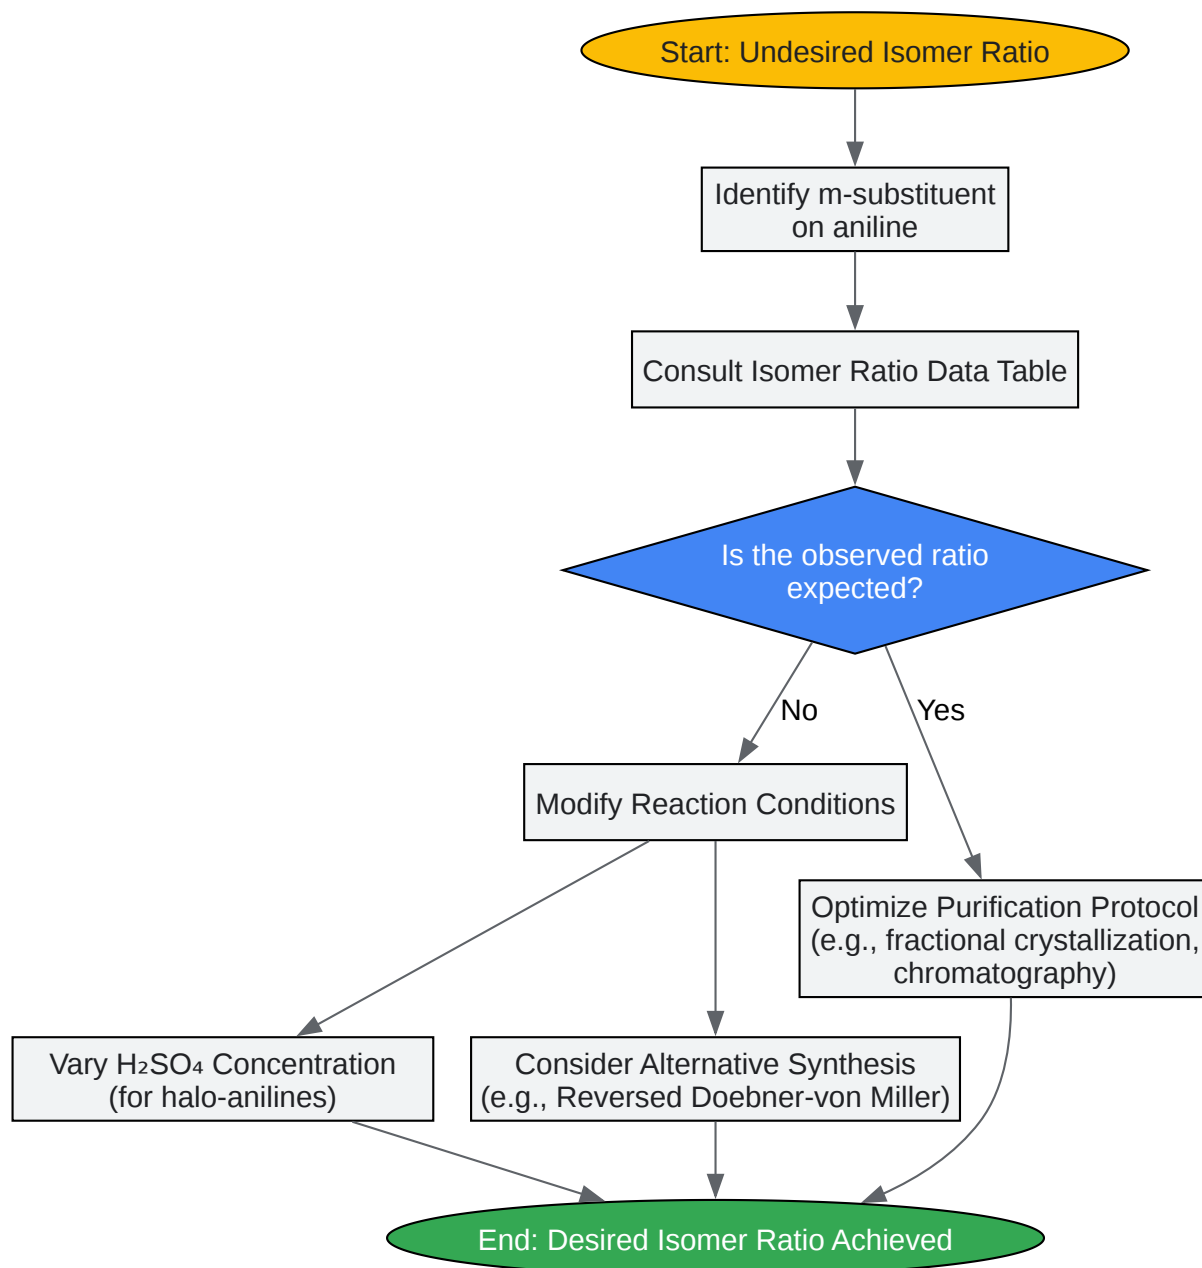 Start: Undesired Isomer Ratio
Identify m-substituent
on aniline
Consult Isomer Ratio Data Table
Is the observed ratio
expected?
No
Yes
Modify Reaction Conditions
Optimize Purification Protocol
(e.g., fractional crystallization,
chromatography)
Vary H₂SO₄ Concentration
(for halo-anilines)
Consider Alternative Synthesis
(e.g., Reversed Doebner-von Miller)
End: Desired Isomer Ratio Achieved